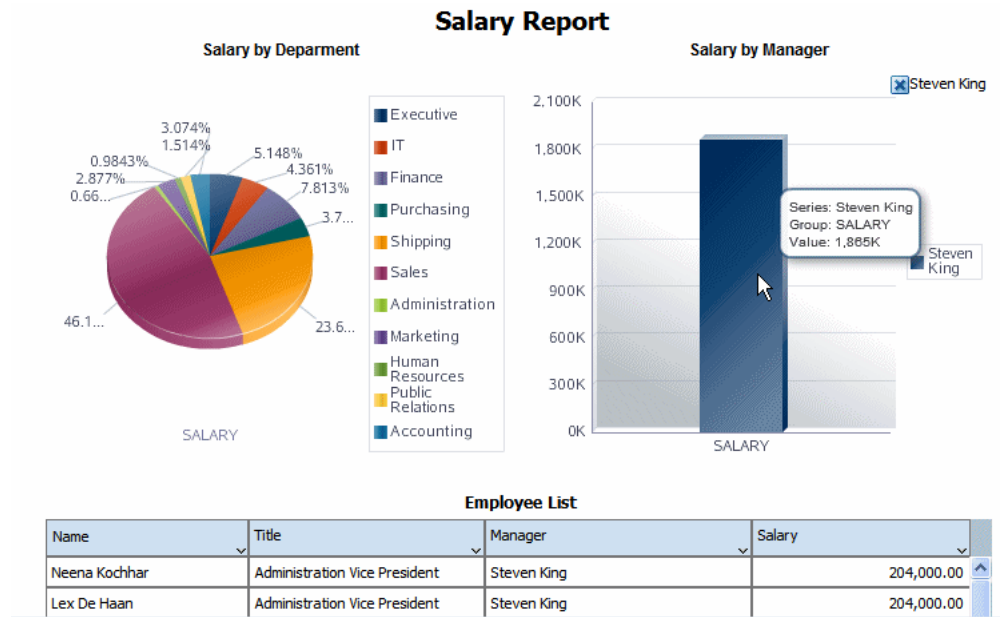 Salary Report
Salary by Deparment
3.074%
1.514%
0.9843%
2.877%
0.66...
5.148%
4.361%
7.813%
3.7...
46.1...
23.6...
SALARY
Executive
IT
Finance
Purchasing
Shipping
Sales
Administration
Marketing
Human
Resources
Public
Relations
Accounting
Salary by Manager
Steven King
2,100K
1,800K
1,500K
1,200K
900K
600K
300K
0K
SALARY
Series: Steven King
Group: SALARY
Value: 1,865K
Steven
King
Employee List
Name Title Manager Salary
Neena Kochhar Administration Vice President Steven King 204,000.00
Lex De Haan Administration Vice President Steven King 204,000.00